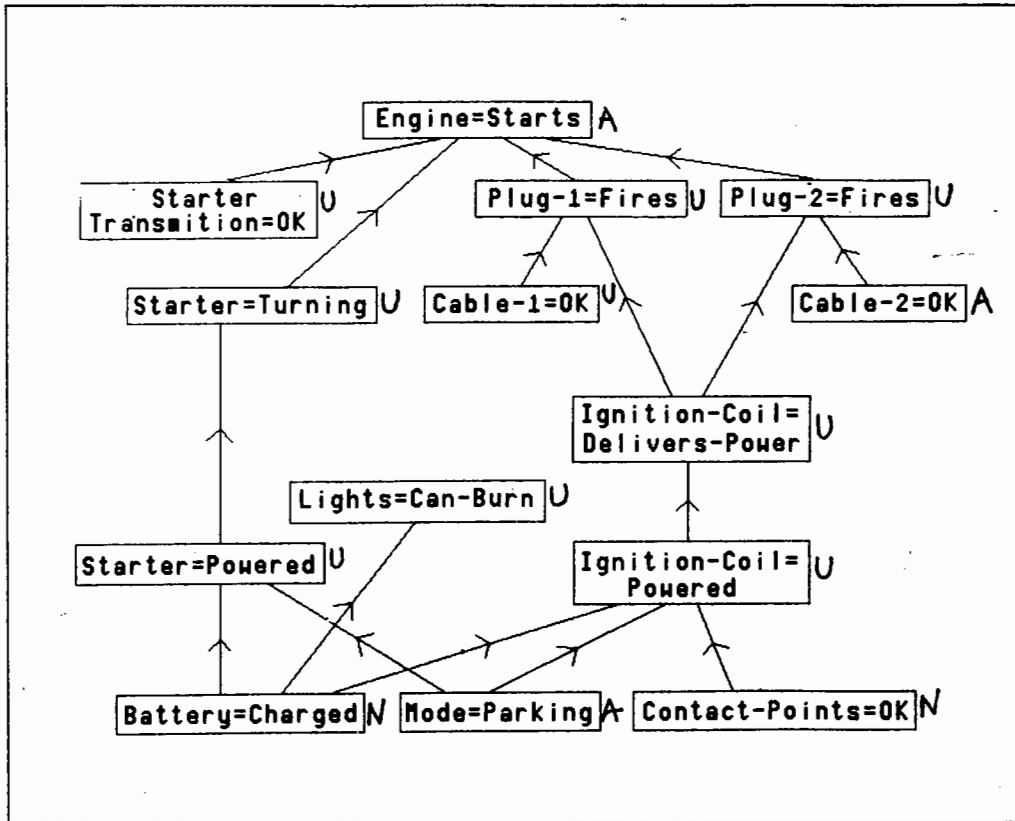 Engine=Starts A
Starter
Transmition=OK U
Plug-1=Fires U
Plug-2=Fires U
Starter=Turning U
Cable-1=OK U
Cable-2=OK A
Ignition-Coil=
Delivers-Power U
Lights=Can-Burn U
Starter=Powered U
Ignition-Coil=
Powered U
Battery=Charged N
Mode=Parking A
Contact-Points=OK N